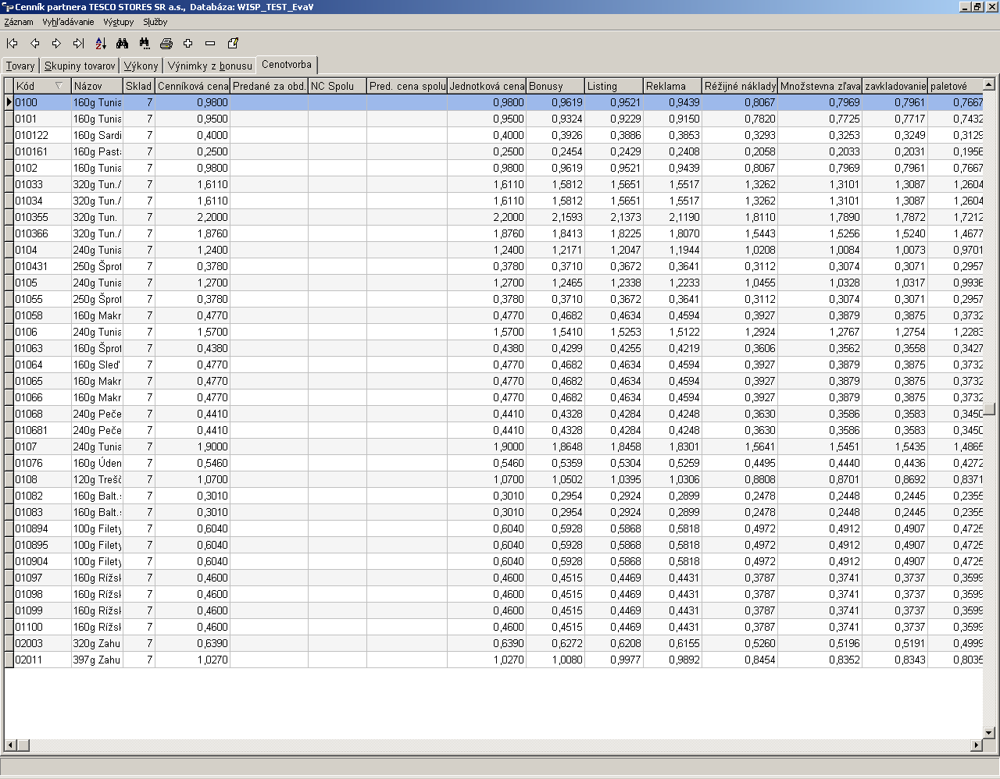 Cenník partnera TESCO STORES SR a.s., Databáza: WISP_TEST_EvaV
Záznam Vyhľadávanie Výstupy Služby
Tovary Skupiny tovarov Výkony Výnimky z bonusu Cenotvorba
Kód Názov Sklad Cenníková cena Predané za obd. NC Spolu Pred. cena spolu Jednotková cena Bonusy Listing Reklama Réžijné náklady Množstevna zľava zavkladovanie paletové
0100 160g Tunia 7 0,9800 0,9800 0,9619 0,9521 0,9439 0,8067 0,7969 0,7961 0,7667
0101 160g Tunia 7 0,9500 0,9500 0,9324 0,9229 0,9150 0,7820 0,7725 0,7717 0,7432
010122 160g Sardi 7 0,4000 0,4000 0,3926 0,3886 0,3853 0,3293 0,3253 0,3249 0,3129
010161 160g Pasta 7 0,2500 0,2500 0,2454 0,2429 0,2408 0,2058 0,2033 0,2031 0,1956
0102 160g Tunia 7 0,9800 0,9800 0,9619 0,9521 0,9439 0,8067 0,7969 0,7961 0,7667
01033 320g Tun./ 7 1,6110 1,6110 1,5812 1,5651 1,5517 1,3262 1,3101 1,3087 1,2604
01034 320g Tun./ 7 1,6110 1,6110 1,5812 1,5651 1,5517 1,3262 1,3101 1,3087 1,2604
010355 320g Tun. 7 2,2000 2,2000 2,1593 2,1373 2,1190 1,8110 1,7890 1,7872 1,7212
010366 320g Tun./ 7 1,8760 1,8760 1,8413 1,8225 1,8070 1,5443 1,5256 1,5240 1,4677
0104 240g Tunia 7 1,2400 1,2400 1,2171 1,2047 1,1944 1,0208 1,0084 1,0073 0,9701
010431 250g Šprot 7 0,3780 0,3780 0,3710 0,3672 0,3641 0,3112 0,3074 0,3071 0,2957
0105 240g Tunia 7 1,2700 1,2700 1,2465 1,2338 1,2233 1,0455 1,0328 1,0317 0,9936
01055 250g Šprot 7 0,3780 0,3780 0,3710 0,3672 0,3641 0,3112 0,3074 0,3071 0,2957
01058 160g Makr 7 0,4770 0,4770 0,4682 0,4634 0,4594 0,3927 0,3879 0,3875 0,3732
0106 240g Tunia 7 1,5700 1,5700 1,5410 1,5253 1,5122 1,2924 1,2767 1,2754 1,2283
01063 160g Šprot 7 0,4380 0,4380 0,4299 0,4255 0,4219 0,3606 0,3562 0,3558 0,3427
01064 160g Sleď 7 0,4770 0,4770 0,4682 0,4634 0,4594 0,3927 0,3879 0,3875 0,3732
01065 160g Makr 7 0,4770 0,4770 0,4682 0,4634 0,4594 0,3927 0,3879 0,3875 0,3732
01066 160g Makr 7 0,4770 0,4770 0,4682 0,4634 0,4594 0,3927 0,3879 0,3875 0,3732
01068 240g Peče 7 0,4410 0,4410 0,4328 0,4284 0,4248 0,3630 0,3586 0,3583 0,3450
010681 240g Peče 7 0,4410 0,4410 0,4328 0,4284 0,4248 0,3630 0,3586 0,3583 0,3450
0107 240g Tunia 7 1,9000 1,9000 1,8648 1,8458 1,8301 1,5641 1,5451 1,5435 1,4865
01076 160g Úden 7 0,5460 0,5460 0,5359 0,5304 0,5259 0,4495 0,4440 0,4436 0,4272
0108 120g Trešč 7 1,0700 1,0700 1,0502 1,0395 1,0306 0,8808 0,8701 0,8692 0,8371
01082 160g Balt.s 7 0,3010 0,3010 0,2954 0,2924 0,2899 0,2478 0,2448 0,2445 0,2355
01083 160g Balt.s 7 0,3010 0,3010 0,2954 0,2924 0,2899 0,2478 0,2448 0,2445 0,2355
010894 100g Filety 7 0,6040 0,6040 0,5928 0,5868 0,5818 0,4972 0,4912 0,4907 0,4725
010895 100g Filety 7 0,6040 0,6040 0,5928 0,5868 0,5818 0,4972 0,4912 0,4907 0,4725
010904 100g Filety 7 0,6040 0,6040 0,5928 0,5868 0,5818 0,4972 0,4912 0,4907 0,4725
01097 160g Rížsk 7 0,4600 0,4600 0,4515 0,4469 0,4431 0,3787 0,3741 0,3737 0,3599
01098 160g Rížsk 7 0,4600 0,4600 0,4515 0,4469 0,4431 0,3787 0,3741 0,3737 0,3599
01099 160g Rížsk 7 0,4600 0,4600 0,4515 0,4469 0,4431 0,3787 0,3741 0,3737 0,3599
01100 160g Rížsk 7 0,4600 0,4600 0,4515 0,4469 0,4431 0,3787 0,3741 0,3737 0,3599
02003 320g Zahu 7 0,6390 0,6390 0,6272 0,6208 0,6155 0,5260 0,5196 0,5191 0,4999
02011 397g Zahu 7 1,0270 1,0270 1,0080 0,9977 0,9892 0,8454 0,8352 0,8343 0,8035